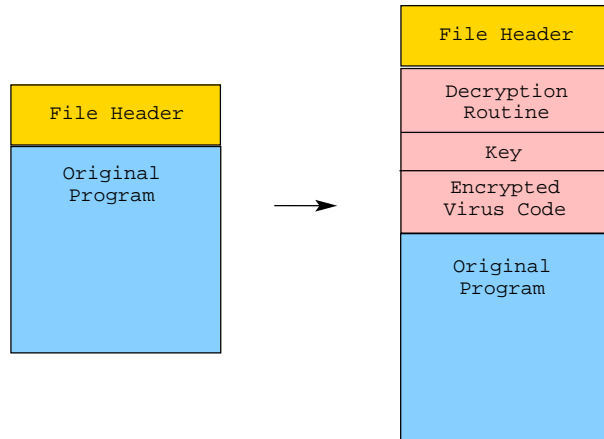 File Header
Original
Program
File Header
Decryption
Routine
Key
Encrypted
Virus Code
Original
Program